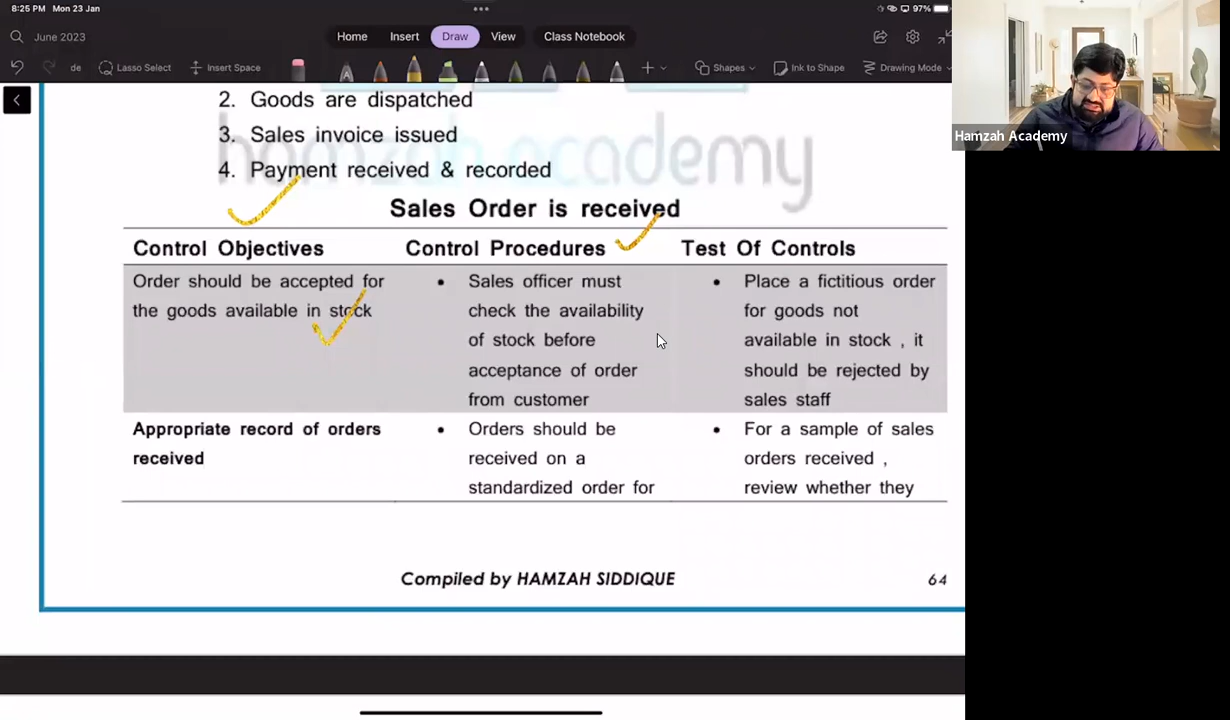 8:25 PM Mon 23 Jan
97%
June 2023
Home Insert Draw View Class Notebook
de Lasso Select Insert Space Shapes Ink to Shape Drawing Mode
hamzah academy
2. Goods are dispatched
3. Sales invoice issued
4. Payment received & recorded
Sales Order is received
Control Objectives Control Procedures Test Of Controls
Order should be accepted for • Sales officer must • Place a fictitious order
the goods available in stock check the availability for goods not
of stock before available in stock , it
acceptance of order should be rejected by
from customer sales staff
Appropriate record of orders • Orders should be • For a sample of sales
received received on a orders received ,
standardized order for review whether they
Compiled by HAMZAH SIDDIQUE 64
Hamzah Academy